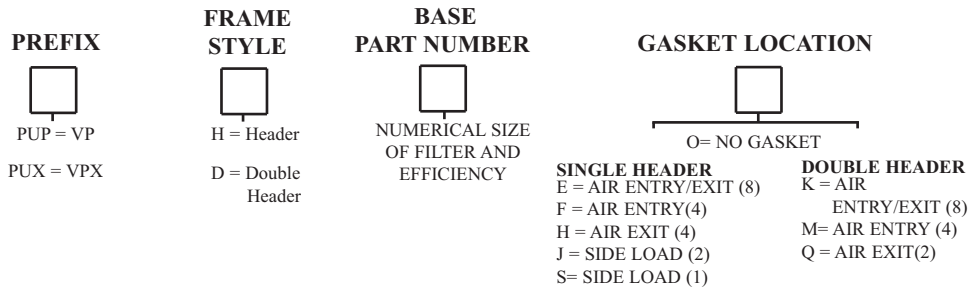 PREFIX
PUP = VP
PUX = VPX
FRAME
STYLE
H = Header
D = Double
Header
BASE
PART NUMBER
NUMERICAL SIZE
OF FILTER AND
EFFICIENCY
GASKET LOCATION
O= NO GASKET
SINGLE HEADER
E = AIR ENTRY/EXIT (8)
F = AIR ENTRY(4)
H = AIR EXIT (4)
J = SIDE LOAD (2)
S= SIDE LOAD (1)
DOUBLE HEADER
K = AIR
ENTRY/EXIT (8)
M= AIR ENTRY (4)
Q = AIR EXIT(2)